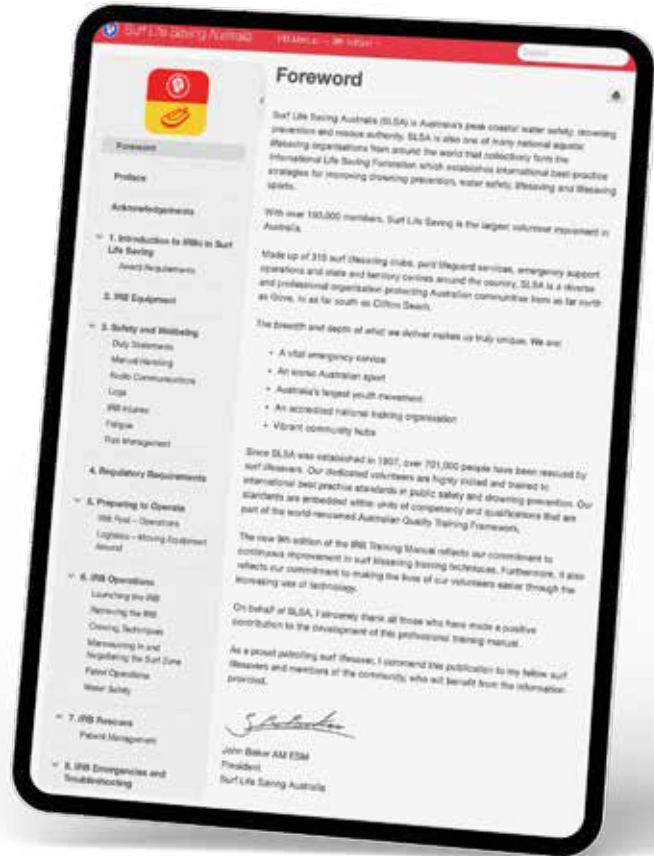 Surf Life Saving Australia
Foreword
Preface
Acknowledgements
1. Introduction to IRBs in Surf
Life Saving
Award Requirements
2. IRB Equipment
3. Safety and Wellbeing
Duty Statements
Manual Handling
Radio Communications
Logs
IRB Injuries
Fatigue
Risk Management
4. Regulatory Requirements
5. Preparing to Operate
IRB Fuel – Operations
Logistics – Moving Equipment
Around
6. IRB Operations
Launching the IRB
Retrieving the IRB
Crewing Techniques
Manoeuvring in and
Negotiating the Surf Zone
Patrol Operations
Water Safety
7. IRB Rescues
Patient Management
8. IRB Emergencies and
Troubleshooting
Foreword
Surf Life Saving Australia (SLSA) is Australia's peak coastal water safety, drowning
prevention and rescue authority. SLSA is also one of many national aquatic
lifesaving organisations from around the world that collectively form the
International Life Saving Federation which establishes international best-practice
strategies for improving drowning prevention, water safety, lifesaving and lifesaving
sports.
With over members, Surf Life Saving is the largest volunteer movement in
Australia.
Made up of 315 surf lifesaving clubs, paid lifeguard services, emergency support
operations and state and territory centres around the country, SLSA is a diverse
and professional organisation protecting Australian communities from as far north
as Gove, to as far south as Clifton Beach.
The breadth and depth of what we deliver makes us truly unique. We are:
• A vital emergency service
• An iconic Australian sport
• Australia's largest youth movement
• An accredited national training organisation
• Vibrant community hubs
Since SLSA was established in 1907, over 701,000 people have been rescued by
surf lifesavers. Our dedicated volunteers are highly skilled and trained to
international best practice standards in public safety and drowning prevention. Our
standards are embedded within units of competency and qualifications that are
part of the world-renowned Australian Quality Training Framework.
The new 9th edition of the IRB Training Manual reflects our commitment to
continuous improvement in surf lifesaving training techniques. Furthermore, it also
reflects our commitment to making the lives of our volunteers easier through the
increasing use of technology.
On behalf of SLSA, I sincerely thank all those who have made a positive
contribution to the development of this professional training manual.
As a proud patrolling surf lifesaver, I commend this publication to my fellow surf
lifesavers and members of the community, who will benefit from the information
provided.
John Baker AM ESM
President
Surf Life Saving Australia